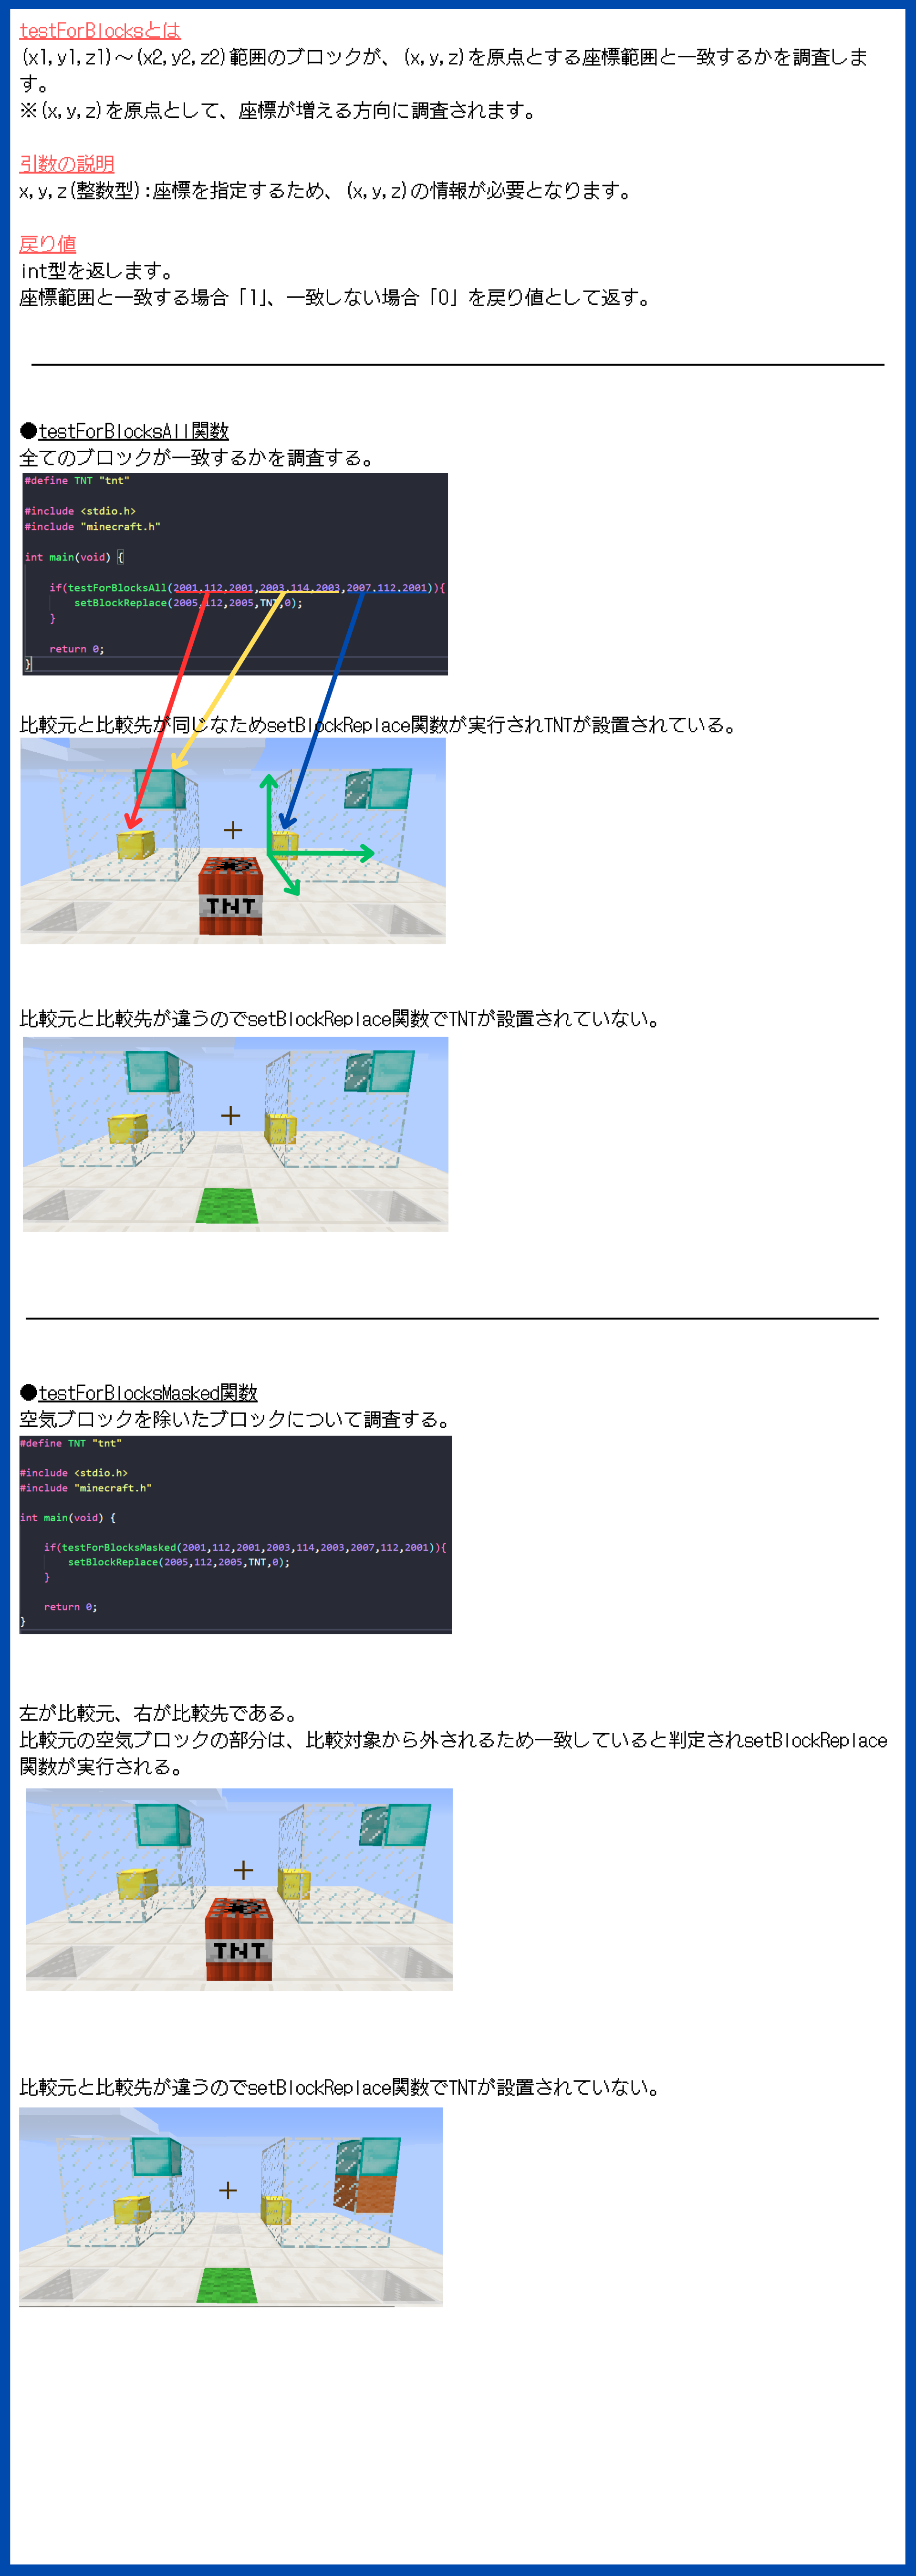 testForBlocksとは
(x1,y1,z1)～(x2,y2,z2)範囲のブロックが、(x,y,z)を原点とする座標範囲と一致するかを調査しま
す。
※(x,y,z)を原点として、座標が増える方向に調査されます。
引数の説明
x,y,z(整数型):座標を指定するため、(x,y,z)の情報が必要となります。
戻り値
int型を返します。
座標範囲と一致する場合「1」、一致しない場合「0」を戻り値として返す。
●testForBlocksAll関数
全てのブロックが一致するかを調査する。
#define TNT "tnt"
#include <stdio.h>
#include "minecraft.h"
int main(void) {
if(testForBlocksAll(2001,112,2001,2003,114,2003,2007,112,2001)){
setBlockReplace(2005,112,2005,TNT,0);
}
return 0;
}
比較元と比較先が同じなためsetBlockReplace関数が実行されTNTが設置されている。
TNT
比較元と比較先が違うのでsetBlockReplace関数でTNTが設置されていない。
●testForBlocksMasked関数
空気ブロックを除いたブロックについて調査する。
#define TNT "tnt"
#include <stdio.h>
#include "minecraft.h"
int main(void) {
if(testForBlocksMasked(2001,112,2001,2003,114,2003,2007,112,2001)){
setBlockReplace(2005,112,2005,TNT,0);
}
return 0;
}
左が比較元、右が比較先である。
比較元の空気ブロックの部分は、比較対象から外されるため一致していると判定されsetBlockReplace
関数が実行される。
TNT
比較元と比較先が違うのでsetBlockReplace関数でTNTが設置されていない。